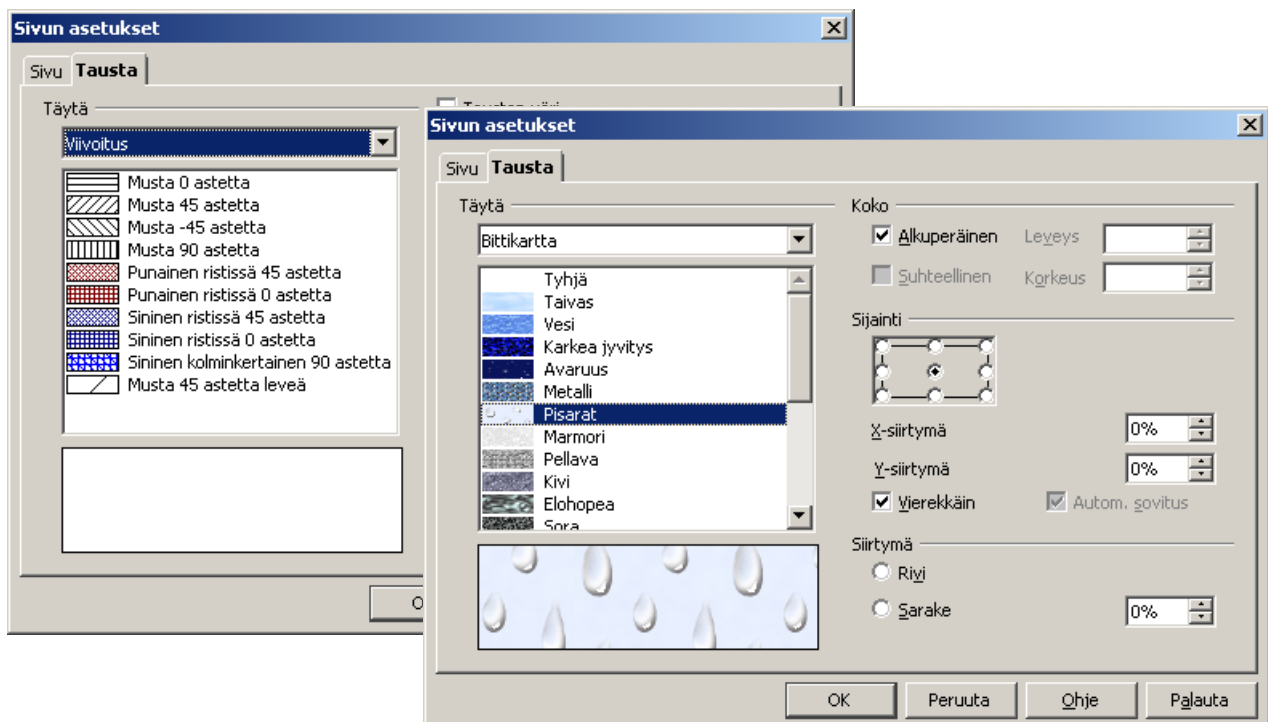 Sivun asetukset
Sivu Tausta
Täytä
Viivoitus
Musta 0 astetta
Musta 45 astetta
Musta -45 astetta
Musta 90 astetta
Punainen ristissä 45 astetta
Punainen ristissä 0 astetta
Sininen ristissä 45 astetta
Sininen ristissä 0 astetta
Sininen kolminkertainen 90 astetta
Musta 45 astetta leveä
Sivun asetukset
Sivu Tausta
Täytä
Bittikartta
Tyhjä
Taivas
Vesi
Karkea jyvitys
Avaruus
Metalli
Pisarat
Marmori
Pellava
Kivi
Elohopea
Sora
Koko
Alkuperäinen Leveys
Suhteellinen Korkeus
Sijainti
X-siirtymä 0%
Y-siirtymä 0%
Vierekkäin Autom. sovitus
Siirtymä
Rivi
Sarake 0%
OK Peruuta Ohje Palauta